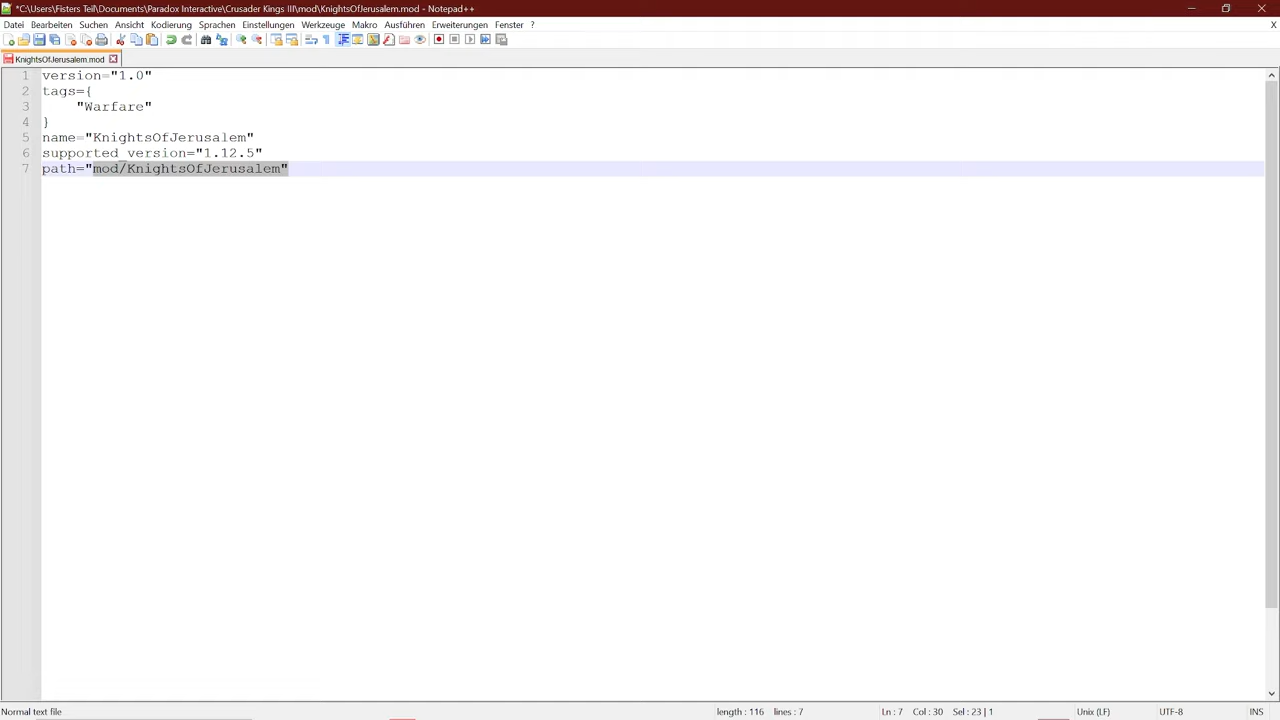 *C:\Users\Fisters Teil\Documents\Paradox Interactive\Crusader Kings III\mod\KnightsOfJerusalem.mod - Notepad++
Datei Bearbeiten Suchen Ansicht Kodierung Sprachen Einstellungen Werkzeuge Makro Ausführen Erweiterungen Fenster ? X
KnightsOfJerusalem.mod
1 version="1.0"
2 tags={
3 "Warfare"
4 }
5 name="KnightsOfJerusalem"
6 supported_version="1.12.5"
7 path="mod/KnightsOfJerusalem"
Normal text file length : 116 lines : 7 Ln : 7 Col : 30 Sel : 23 | 1 Unix (LF) UTF-8 INS